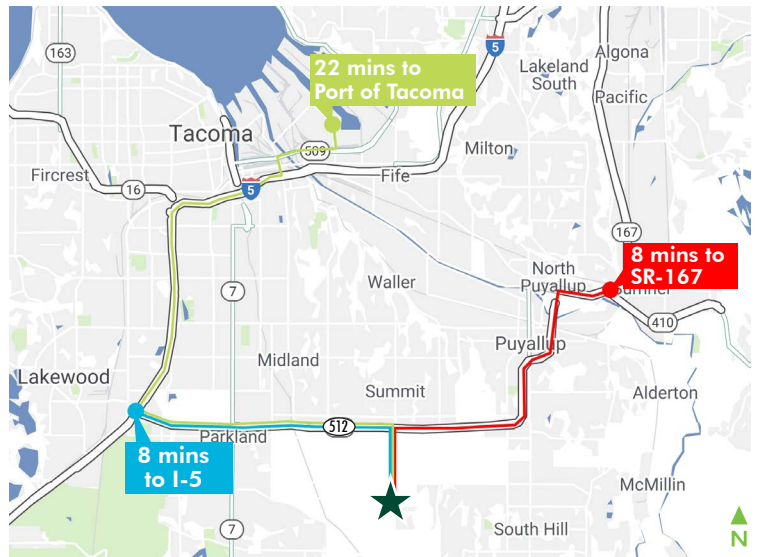 163
5
Algona
Lakeland
South
22 mins to
Port of Tacoma
Pacific
Tacoma
509
Milton
Fircrest
16
5
Fife
167
8 mins to
SR-167
North
Puyallup
Waller
Sumner
7
410
Puyallup
Midland
Lakewood
Summit
Alderton
512
Parkland
8 mins
to I-5
McMillin
7
South Hill
N